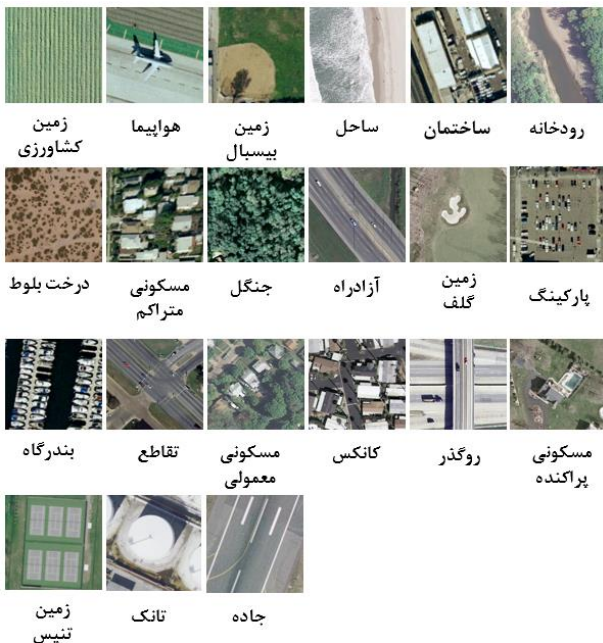 زمین
کشاورزی
هواپیما
زمین
بیسبال
ساحل
ساختمان
رودخانه
درخت بلوط
مسکونی
متراکم
جنگل
آزادراه
زمین
گلف
پارکینگ
بندرگاه
تقاطع
مسکونی
معمولی
کانکس
روگذر
مسکونی
پراکنده
زمین
تنیس
تانک
جاده